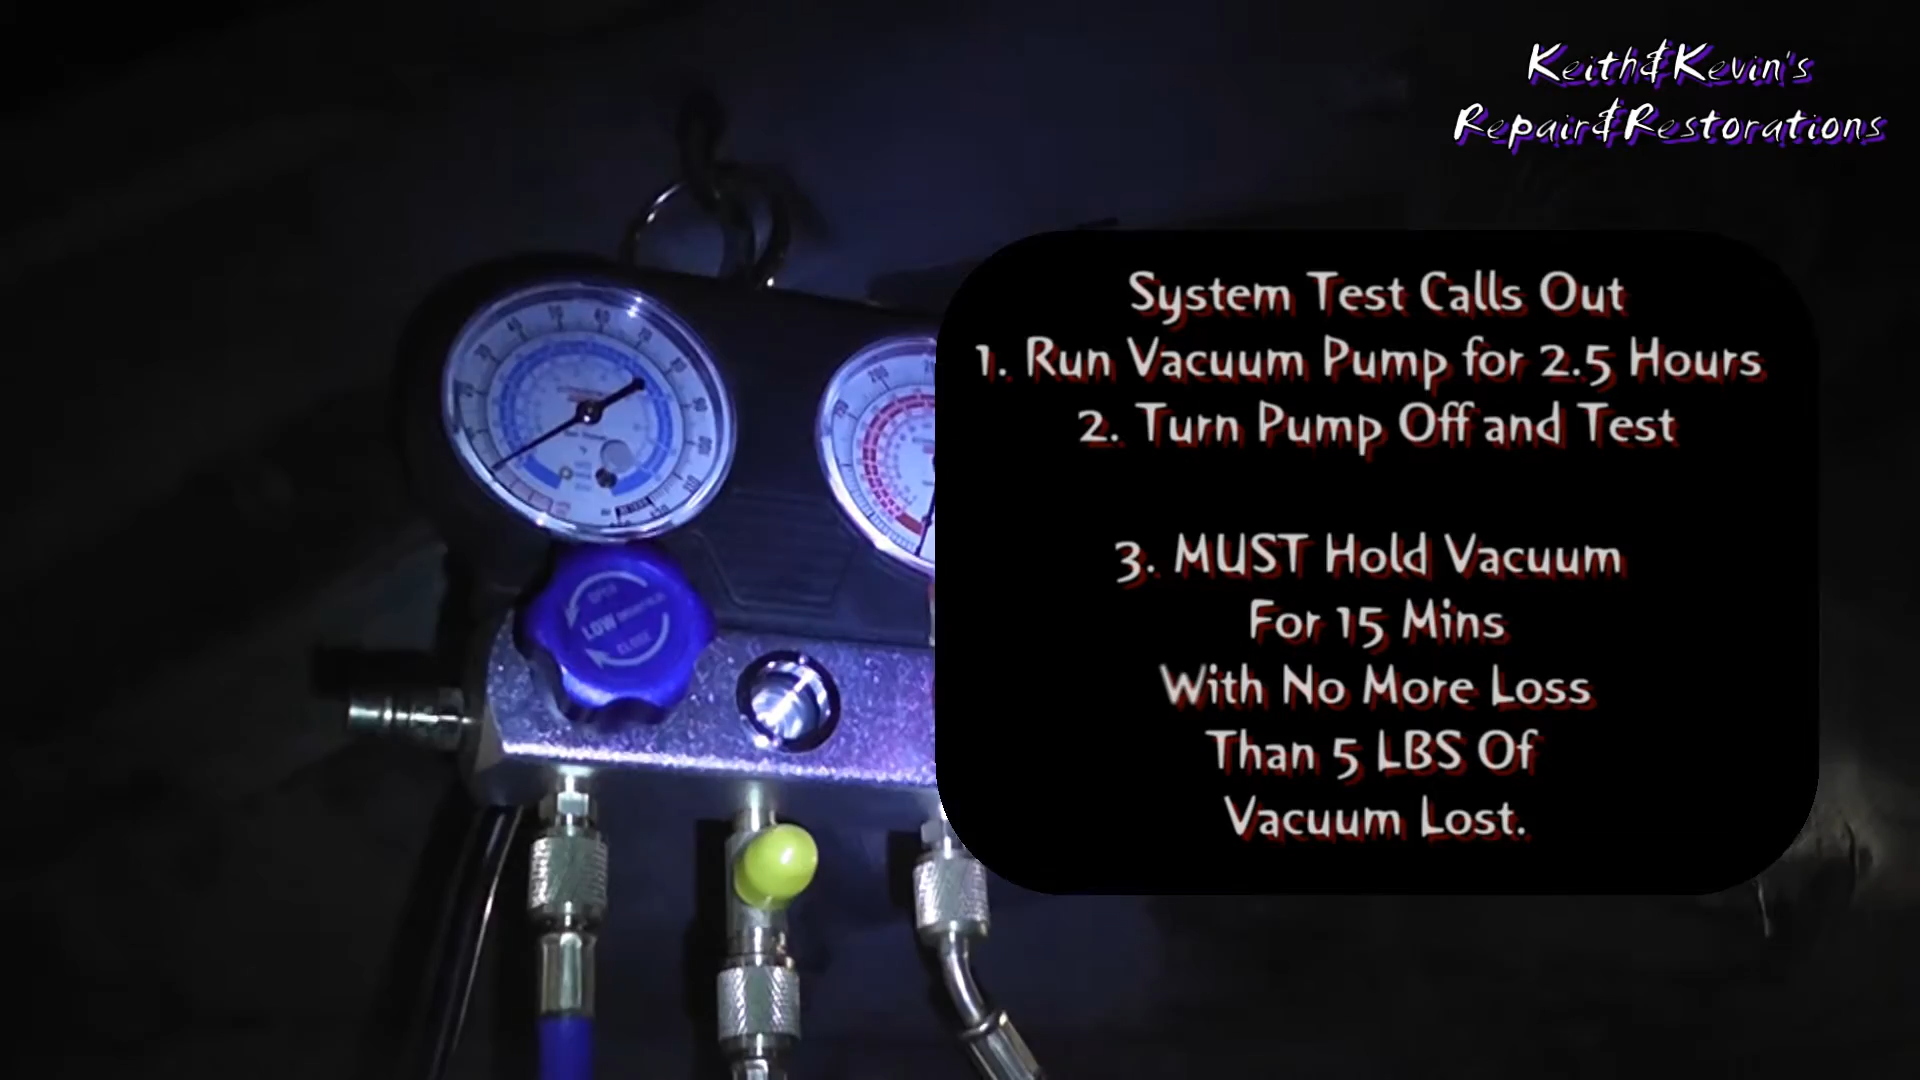 Keith&Kevin's
Repair&Restorations
System Test Calls Out
1. Run Vacuum Pump for 2.5 Hours
2. Turn Pump Off and Test
3. MUST Hold Vacuum
For 15 Mins
With No More Loss
Than 5 LBS Of
Vacuum Lost.
OPEN
LOW
CLOSE